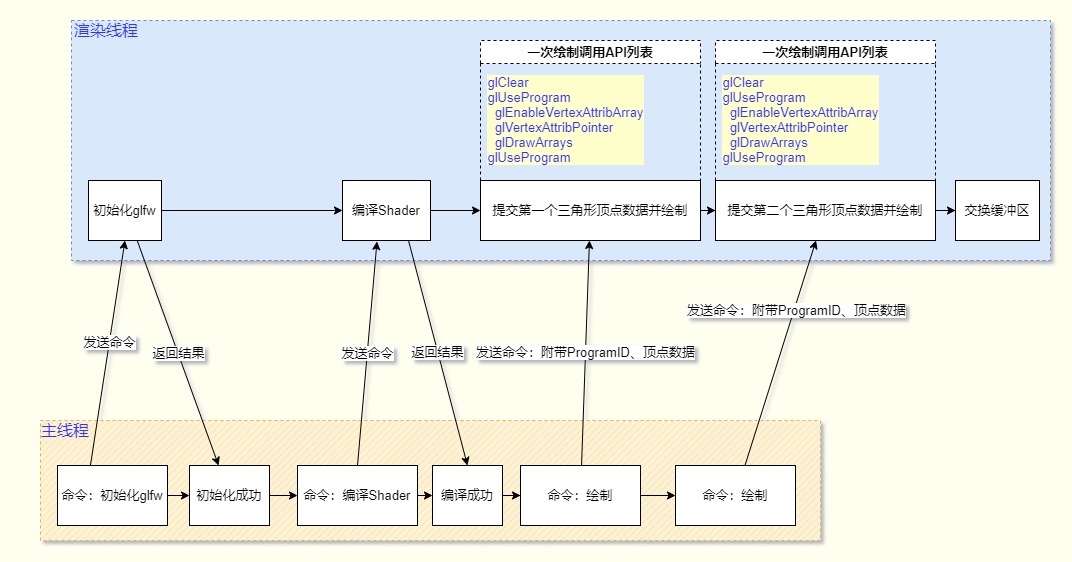 渲染线程
一次绘制调用API列表
glClear
glUseProgram
glEnableVertexAttribArray
glVertexAttribPointer
glDrawArrays
glUseProgram
一次绘制调用API列表
glClear
glUseProgram
glEnableVertexAttribArray
glVertexAttribPointer
glDrawArrays
glUseProgram
初始化glfw
编译Shader
提交第一个三角形顶点数据并绘制
提交第二个三角形顶点数据并绘制
交换缓冲区
发送命令
返回结果
发送命令
返回结果
发送命令：附带ProgramID、顶点数据
发送命令：附带ProgramID、顶点数据
主线程
命令：初始化glfw
初始化成功
命令：编译Shader
编译成功
命令：绘制
命令：绘制